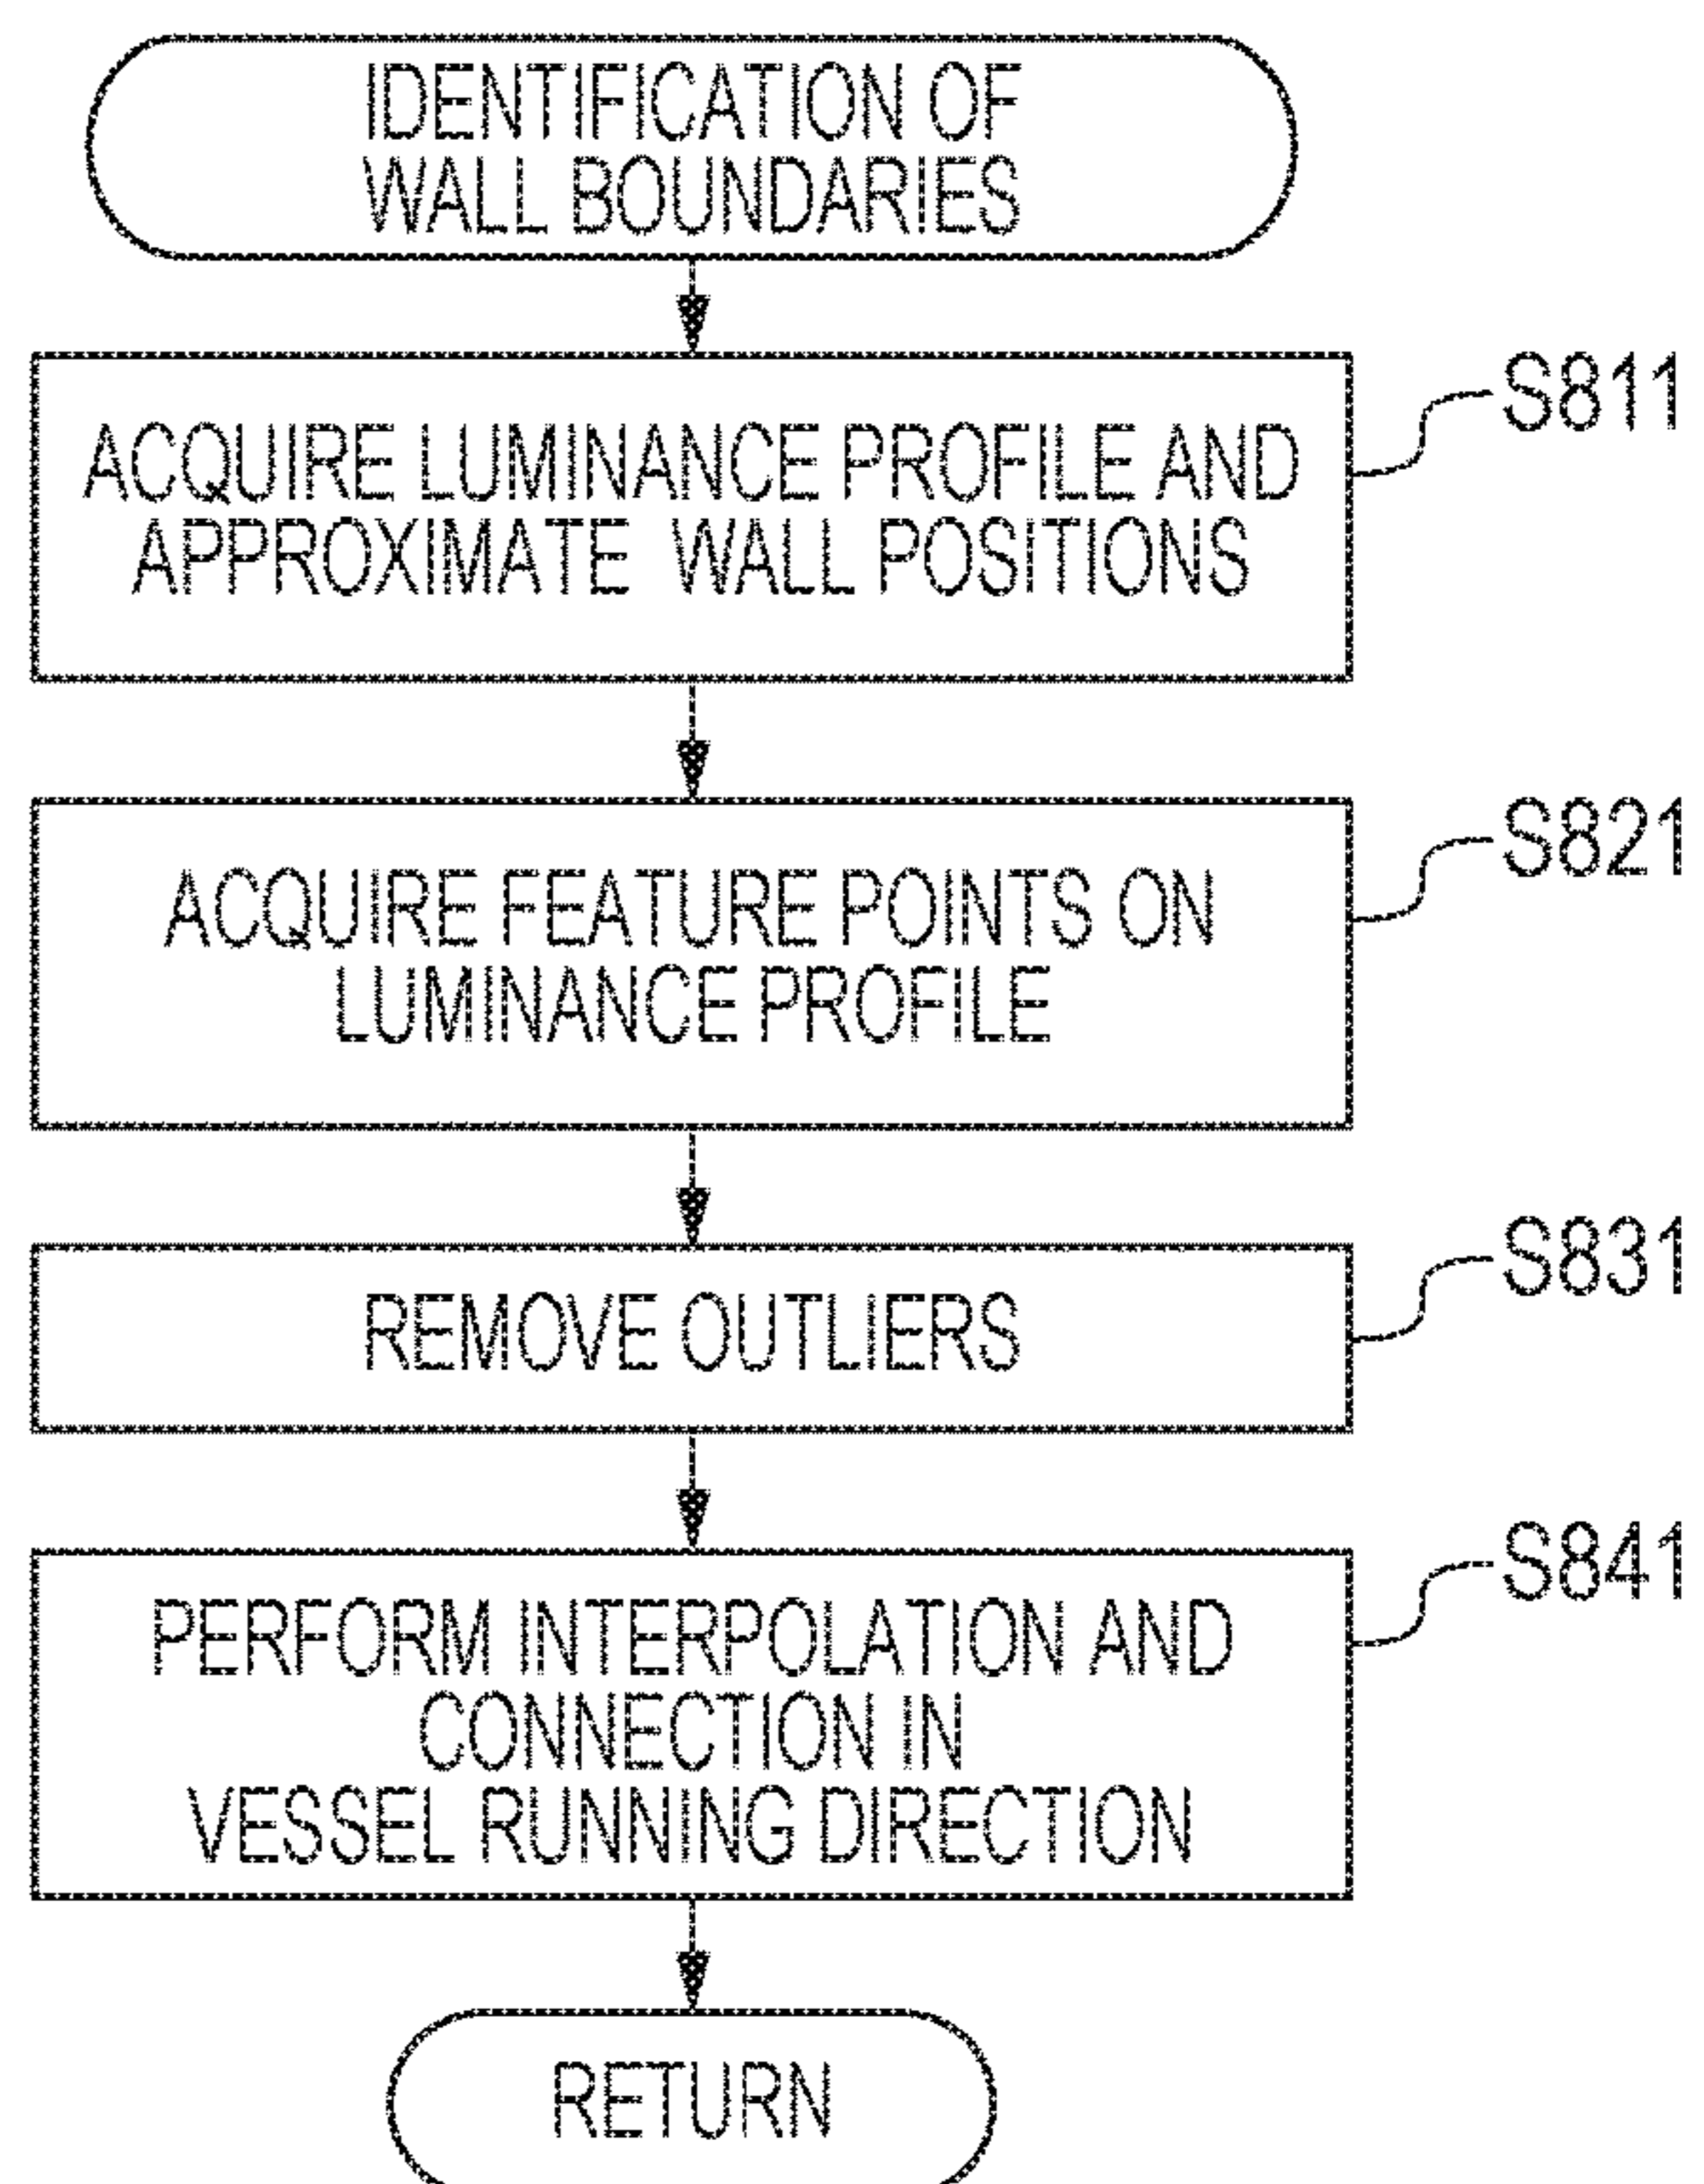 IDENTIFICATION OF
WALL BOUNDARIES
S811
ACQUIRE LUMINANCE PROFILE AND
APPROXIMATE WALL POSITIONS
S821
ACQUIRE FEATURE POINTS ON
LUMINANCE PROFILE
S831
REMOVE OUTLIERS
S841
PERFORM INTERPOLATION AND
CONNECTION IN
VESSEL RUNNING DIRECTION
RETURN